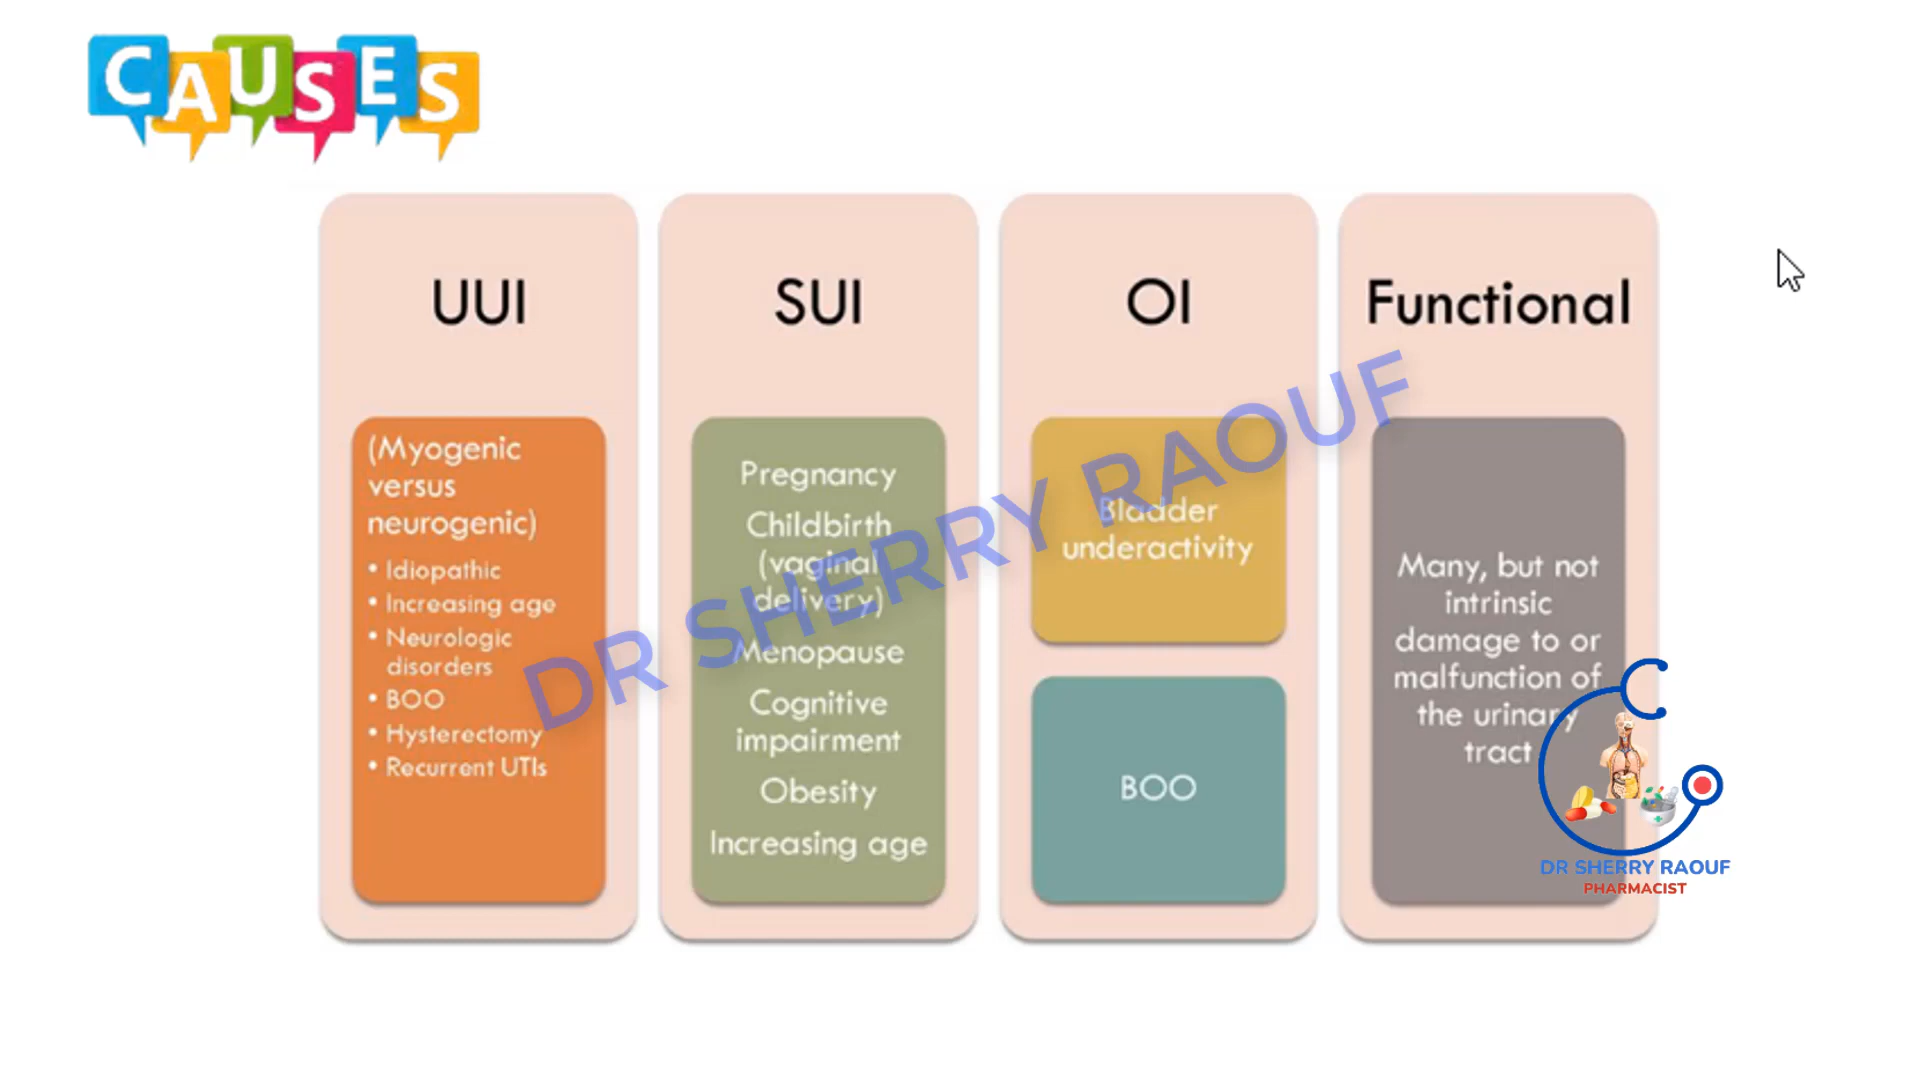 CAUSES
UUI
(Myogenic
versus
neurogenic)
• Idiopathic
• Increasing age
• Neurologic
disorders
• BOO
• Hysterectomy
• Recurrent UTIs
SUI
Pregnancy
Childbirth
(vaginal
delivery)
Menopause
Cognitive
impairment
Obesity
Increasing age
OI
Bladder
underactivity
BOO
Functional
Many, but not
intrinsic
damage to or
malfunction of
the urinary
tract
DR SHERRY RAOUF
DR SHERRY RAOUF
PHARMACIST